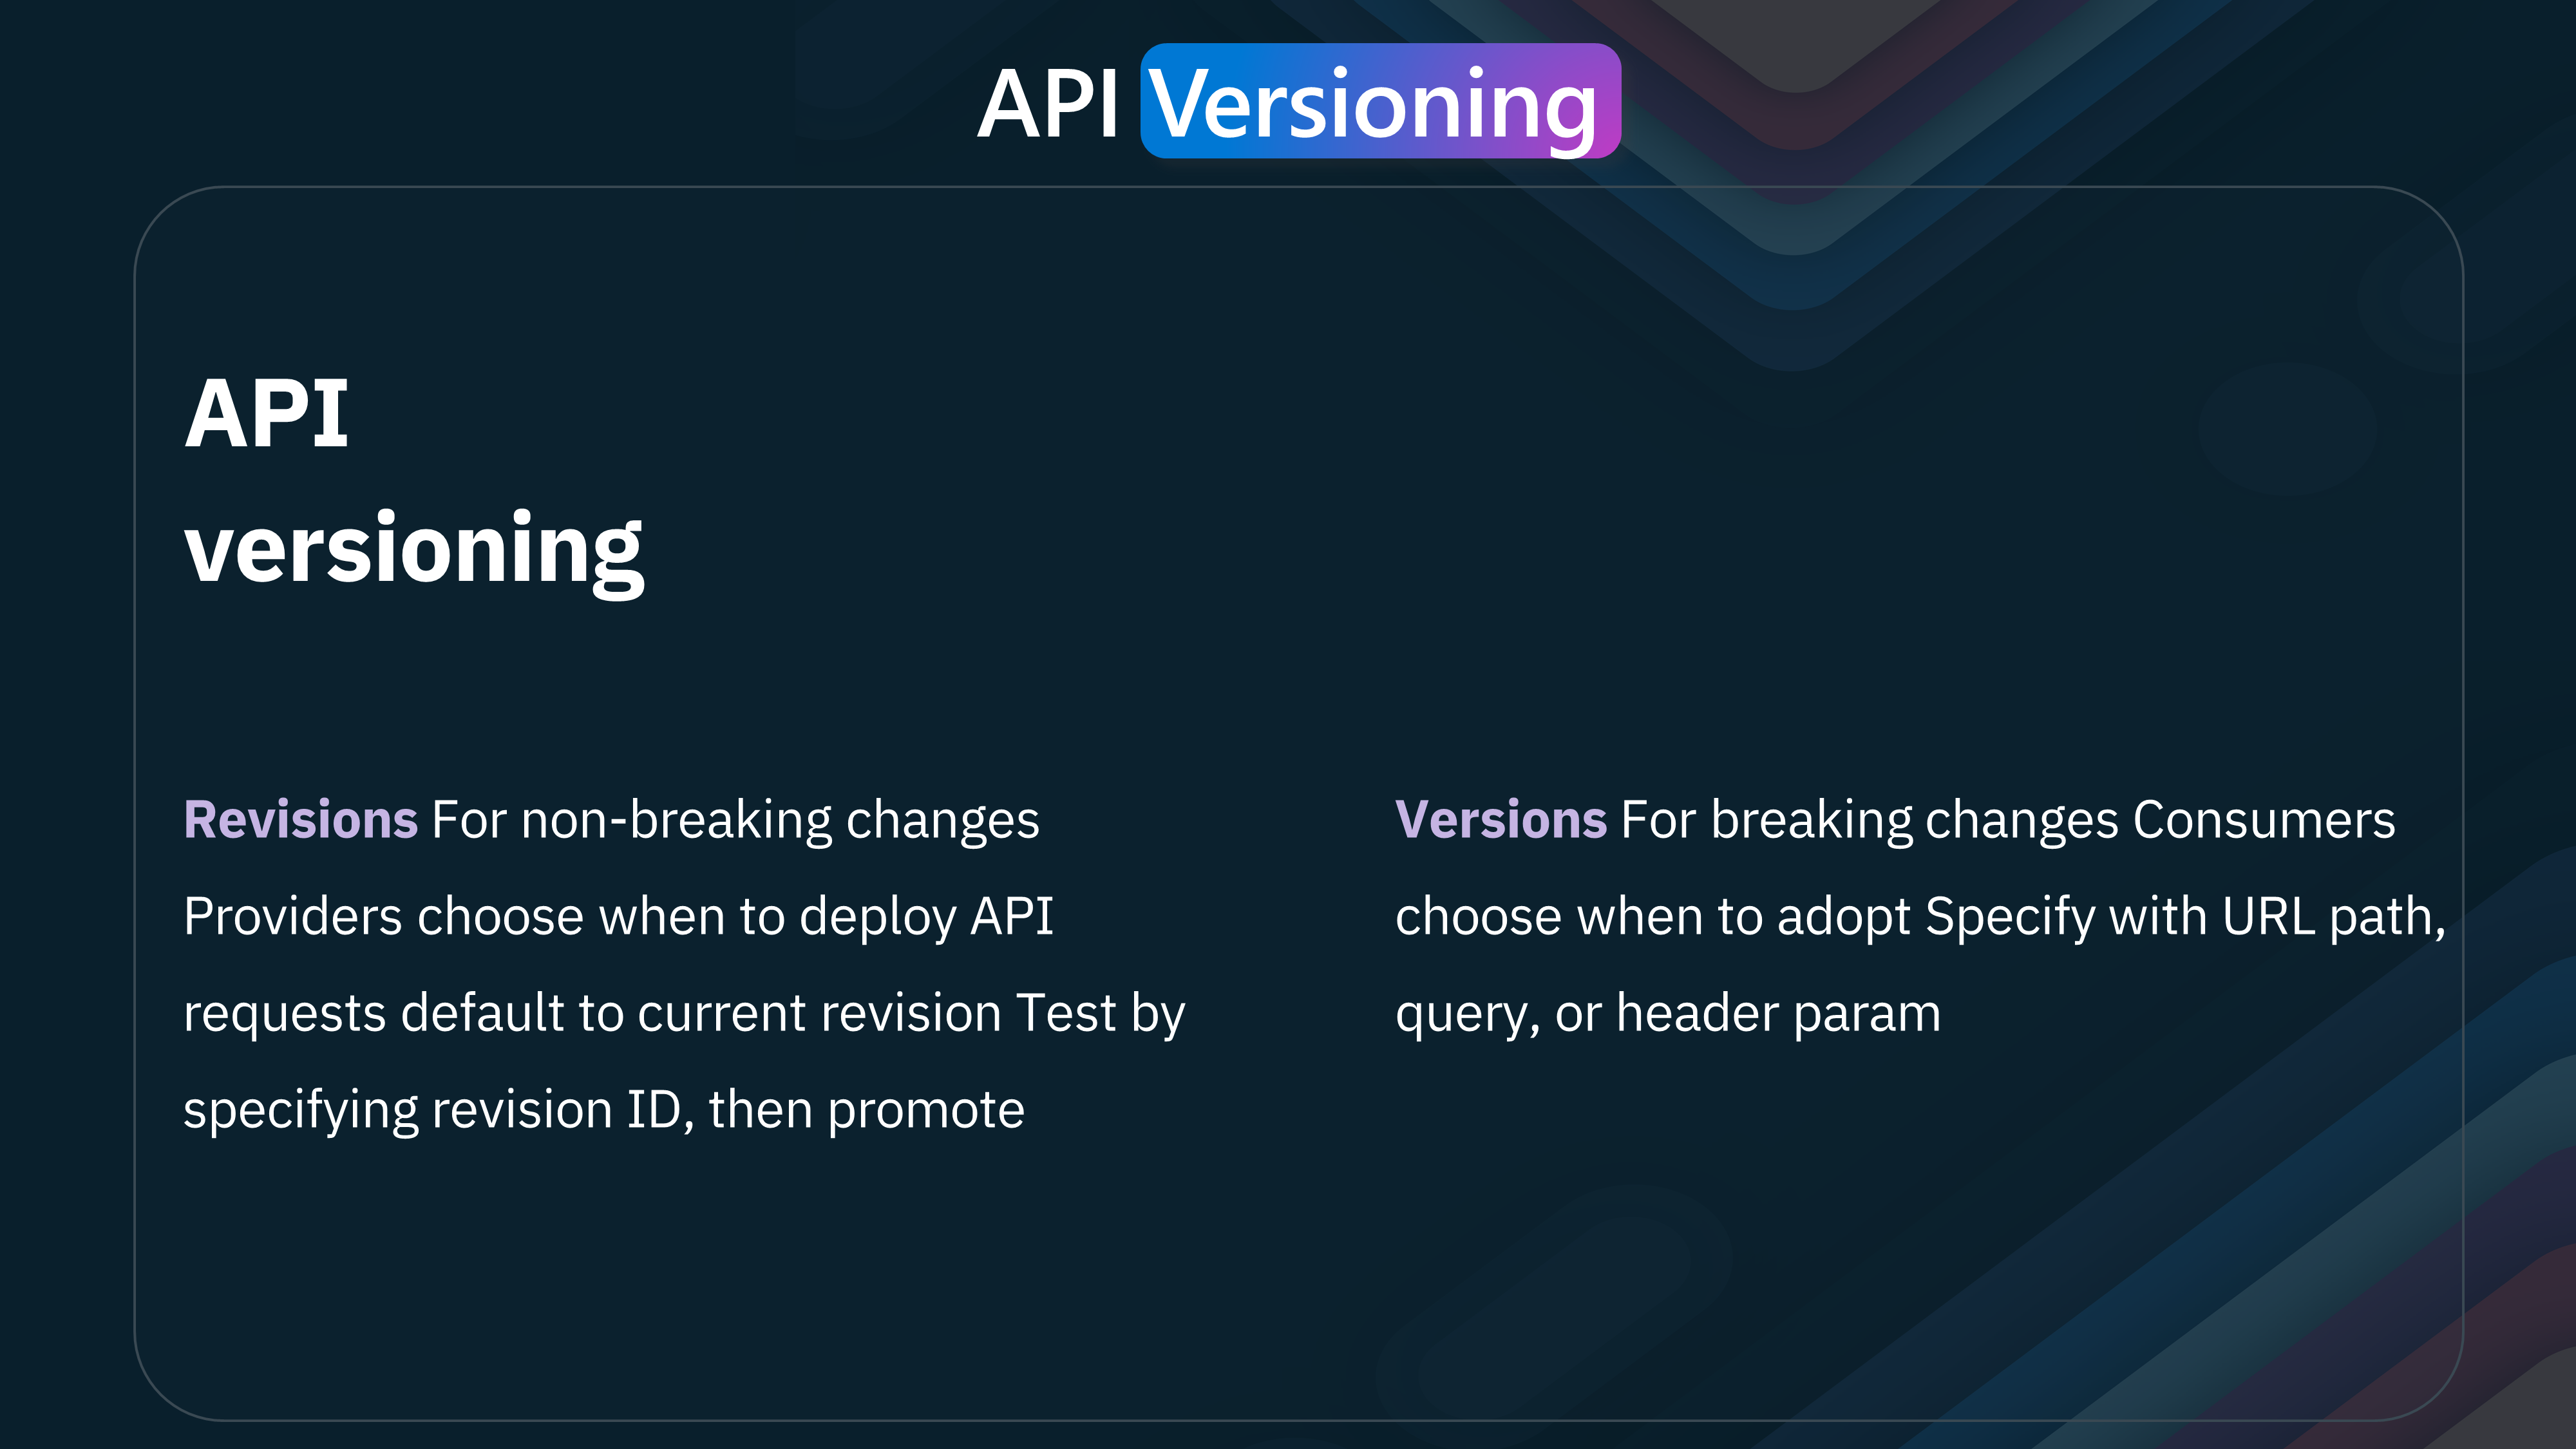 API Versioning
API
versioning
Revisions For non-breaking changes
Providers choose when to deploy API
requests default to current revision Test by
specifying revision ID, then promote
Versions For breaking changes Consumers
choose when to adopt Specify with URL path,
query, or header param